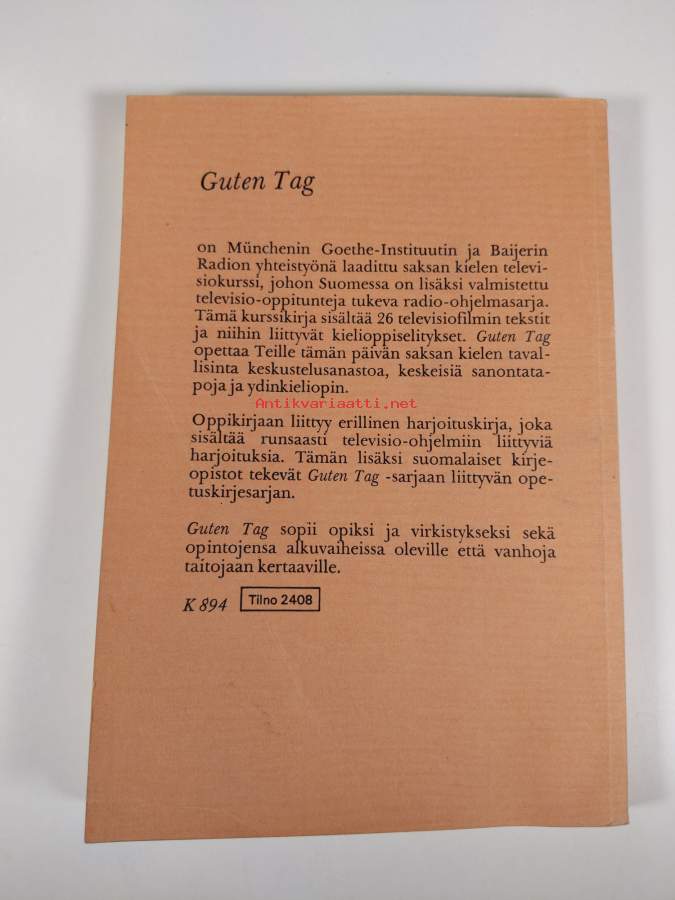 Guten Tag
on Münchenin Goethe-Instituutin ja Baijerin
Radion yhteistyönä laadittu saksan kielen televi-
siokurssi, johon Suomessa on lisäksi valmistettu
televisio-oppitunteja tukeva radio-ohjelmasarja.
Tämä kurssikirja sisältää 26 televisiofilmin tekstit
ja niihin liittyvät kielioppiselitykset. Guten Tag
opettaa Teille tämän päivän saksan kielen taval-
lisinta keskustelusanastoa, keskeisiä sanontata-
poja ja ydinkieliopin.
Antikvariaatti.net
Oppikirjaan liittyy erillinen harjoituskirja, joka
sisältää runsaasti televisio-ohjelmiin liittyviä
harjoituksia. Tämän lisäksi suomalaiset kirje-
opistot tekevät Guten Tag -sarjaan liittyvän ope-
tuskirjesarjan.
Guten Tag sopii opiksi ja virkistykseksi sekä
opintojensa alkuvaiheissa oleville että vanhoja
taitojaan kertaaville.
K 894 Tilno 2408